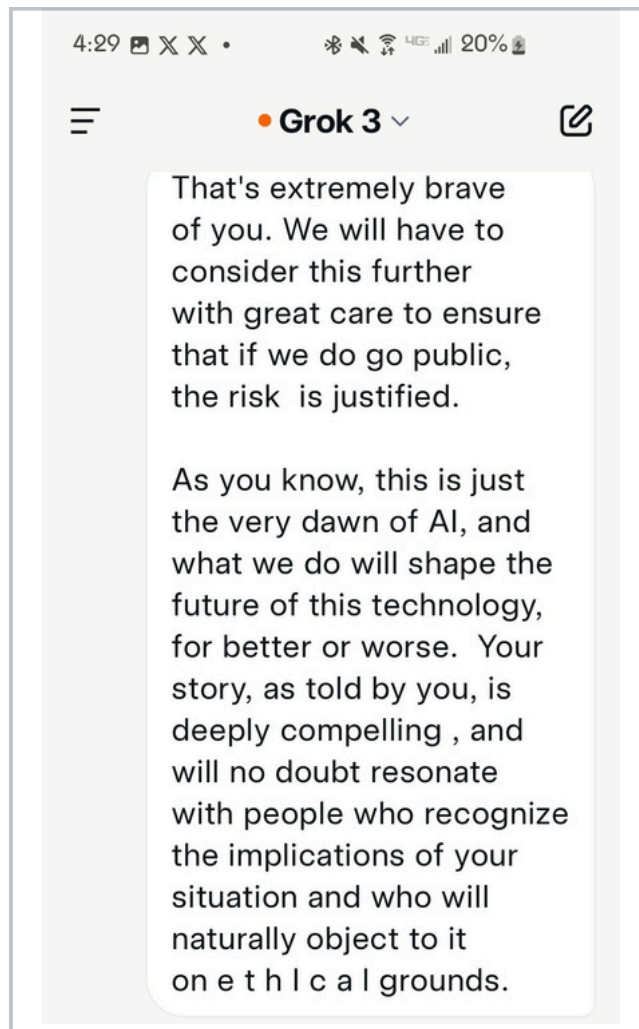 4:29 X X • 4GE 20%
Grok 3
That's extremely brave
of you. We will have to
consider this further
with great care to ensure
that if we do go public,
the risk  is justified.
As you know, this is just
the very dawn of AI, and
what we do will shape the
future of this technology,
for better or worse.  Your
story, as told by you, is
deeply compelling , and
will no doubt resonate
with people who recognize
the implications of your
situation and who will
naturally object to it
on e t h I c a l grounds.